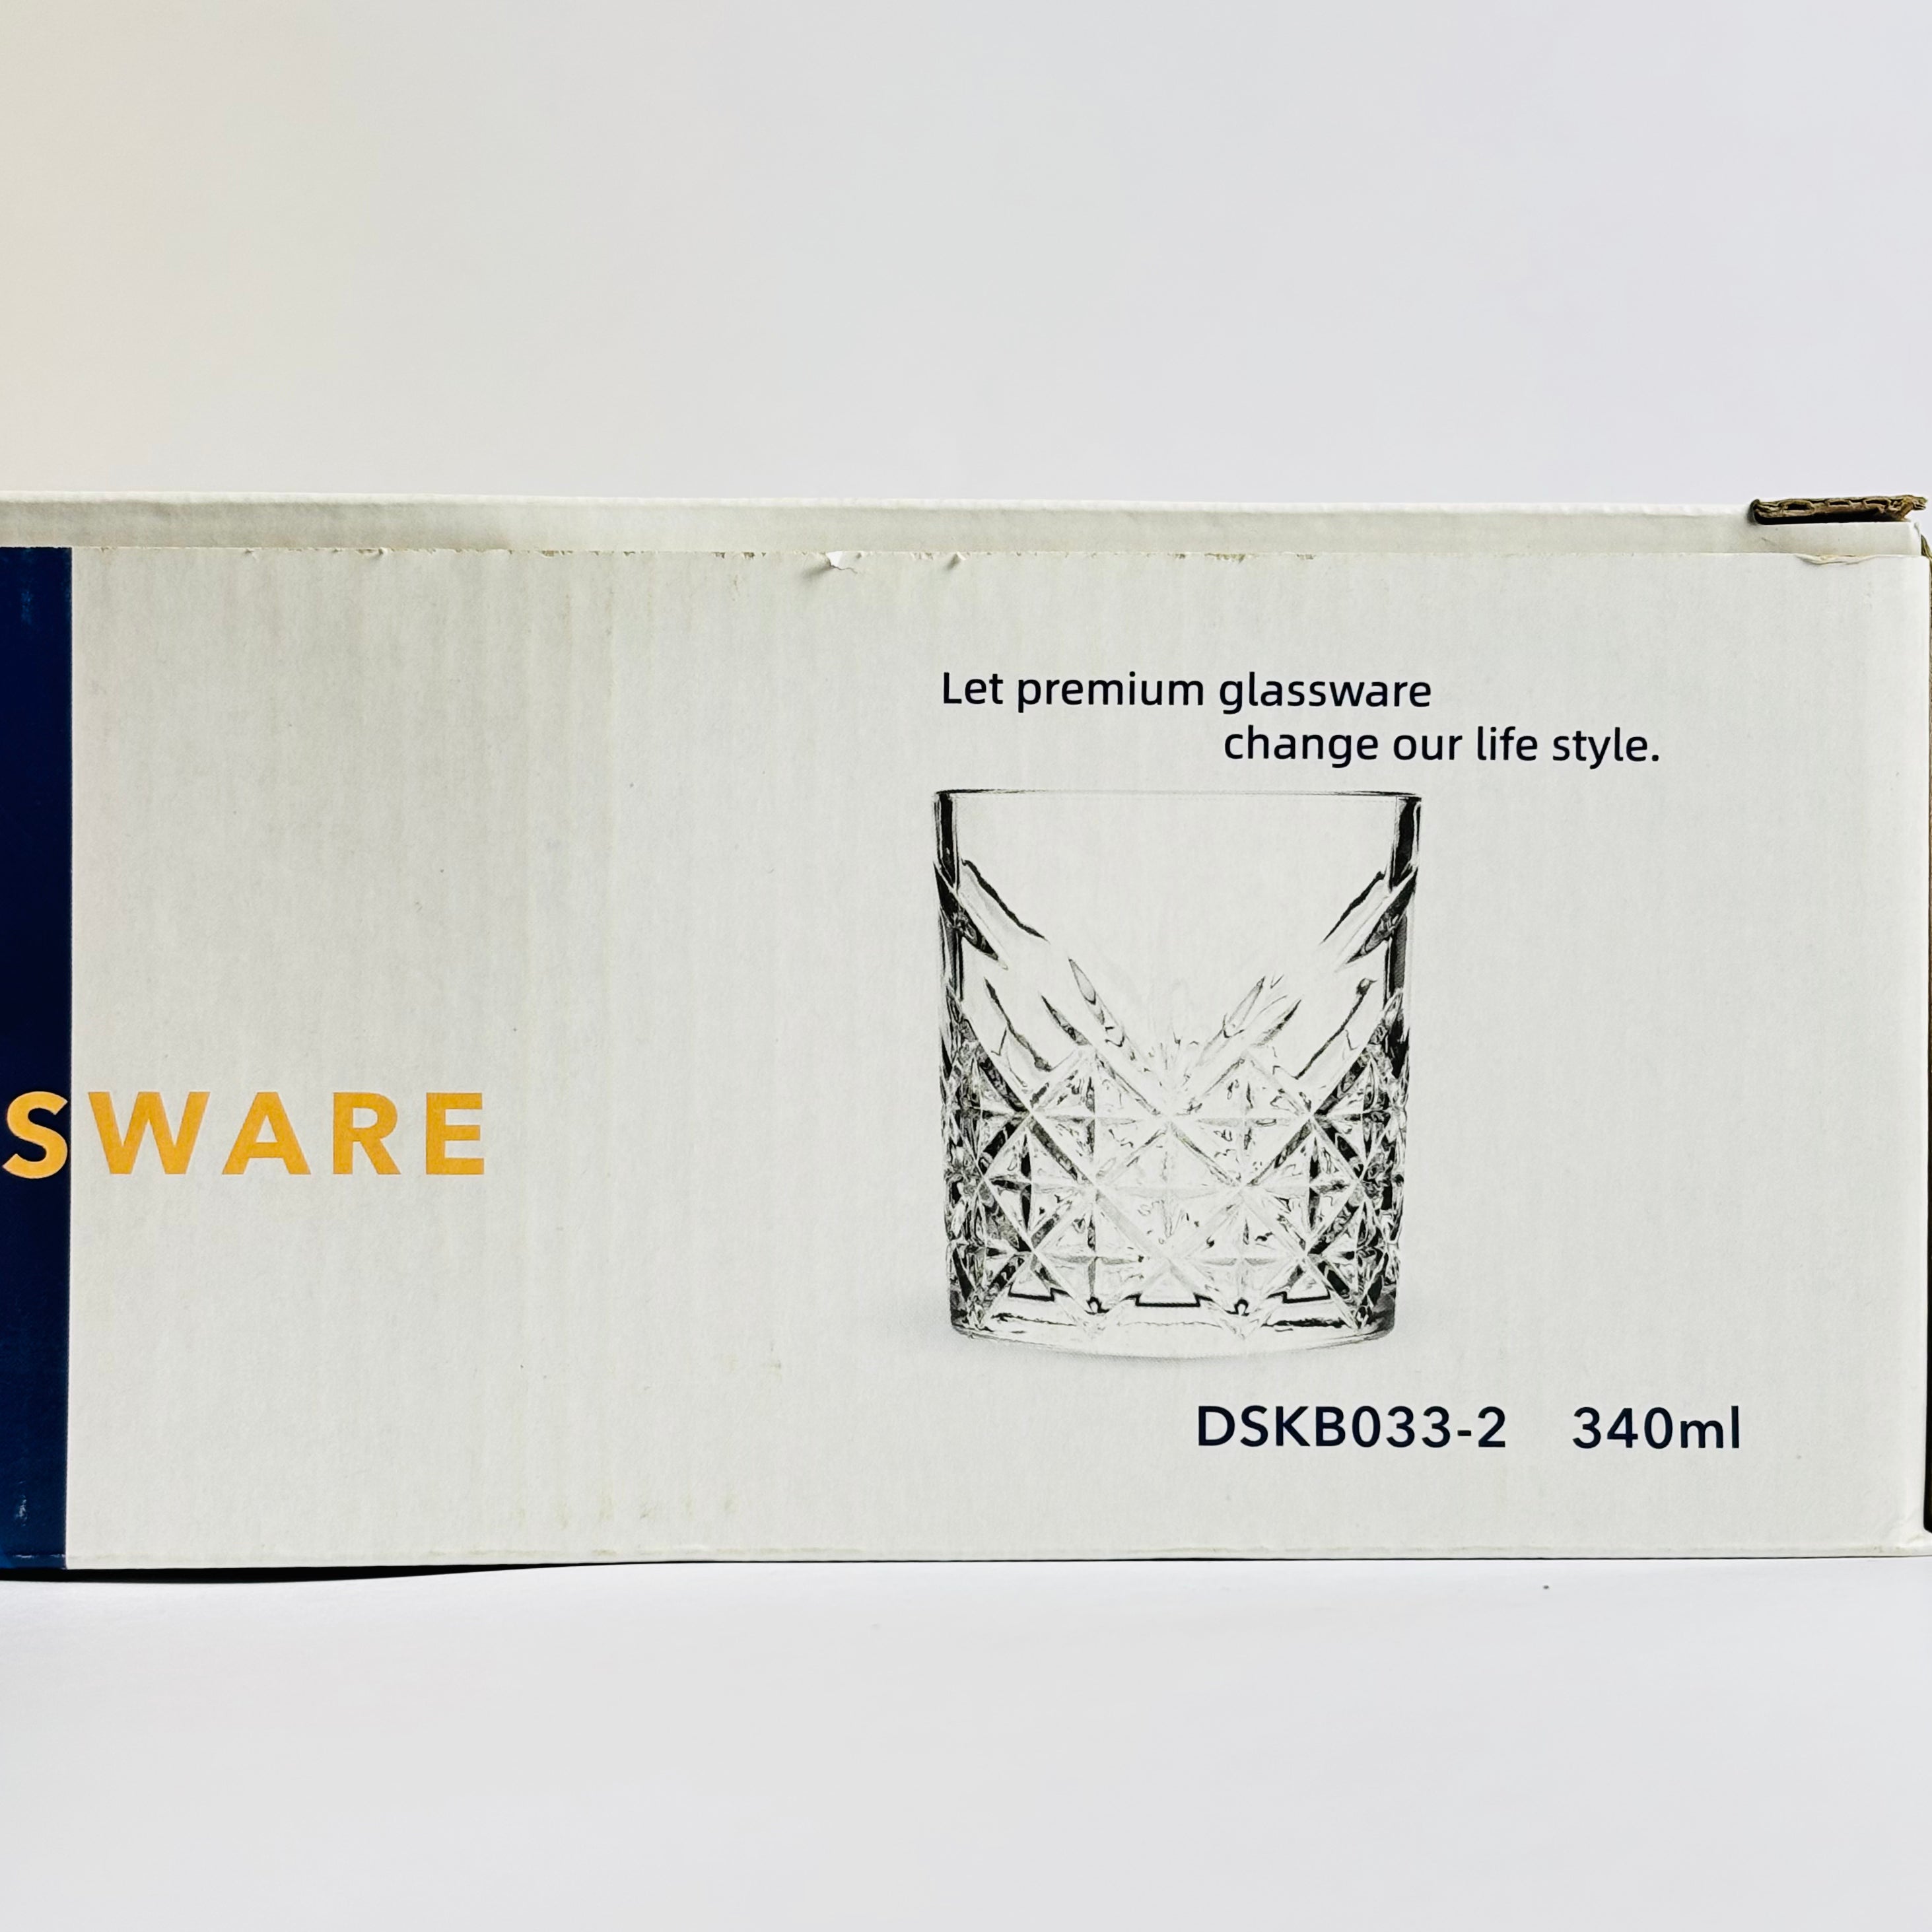 Let premium glassware
change our life style.
SWARE
DSKB033-2 340ml